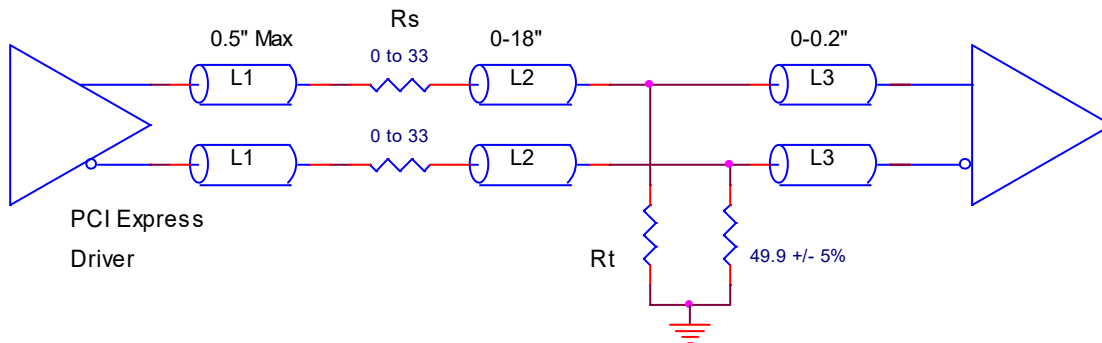 Rs
0.5" Max
0-18"
0-0.2"
0 to 33
L1
L2
L3
0 to 33
L1
L2
L3
PCI Express
Driver
Rt
49.9 +/- 5%